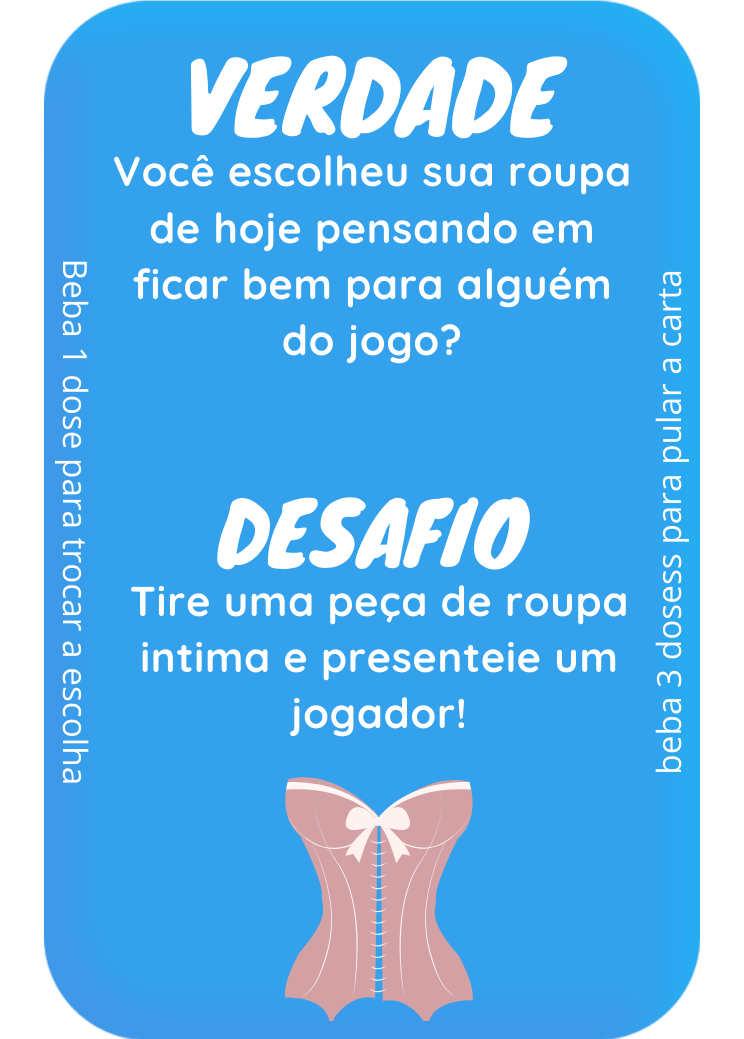 VERDADE
Você escolheu sua roupa
de hoje pensando em
ficar bem para alguém
do jogo?
DESAFIO
Tire uma peça de roupa
intima e presenteie um
jogador!
Beba 1 dose para trocar a escolha
beba 3 dosess para pular a carta